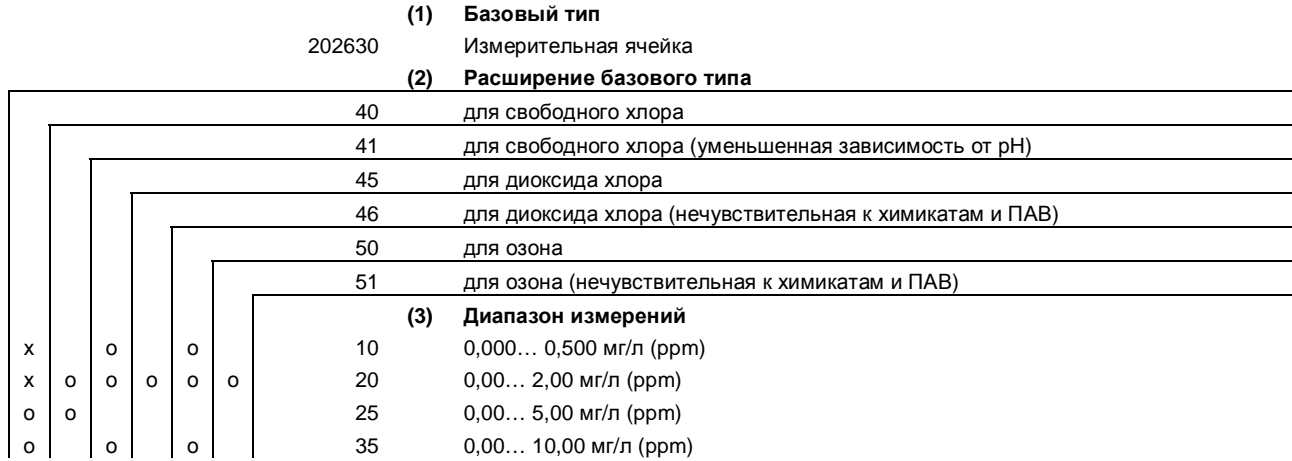 (1) Базовый тип
202630 Измерительная ячейка
(2) Расширение базового типа
40 для свободного хлора
41 для свободного хлора (уменьшенная зависимость от pH)
45 для диоксида хлора
46 для диоксида хлора (нечувствительная к химикатам и ПАВ)
50 для озона
51 для озона (нечувствительная к химикатам и ПАВ)
(3) Диапазон измерений
x o o 10 0,000… 0,500 мг/л (ppm)
x o o o o o 20 0,00… 2,00 мг/л (ppm)
o o 25 0,00… 5,00 мг/л (ppm)
o o o 35 0,00… 10,00 мг/л (ppm)